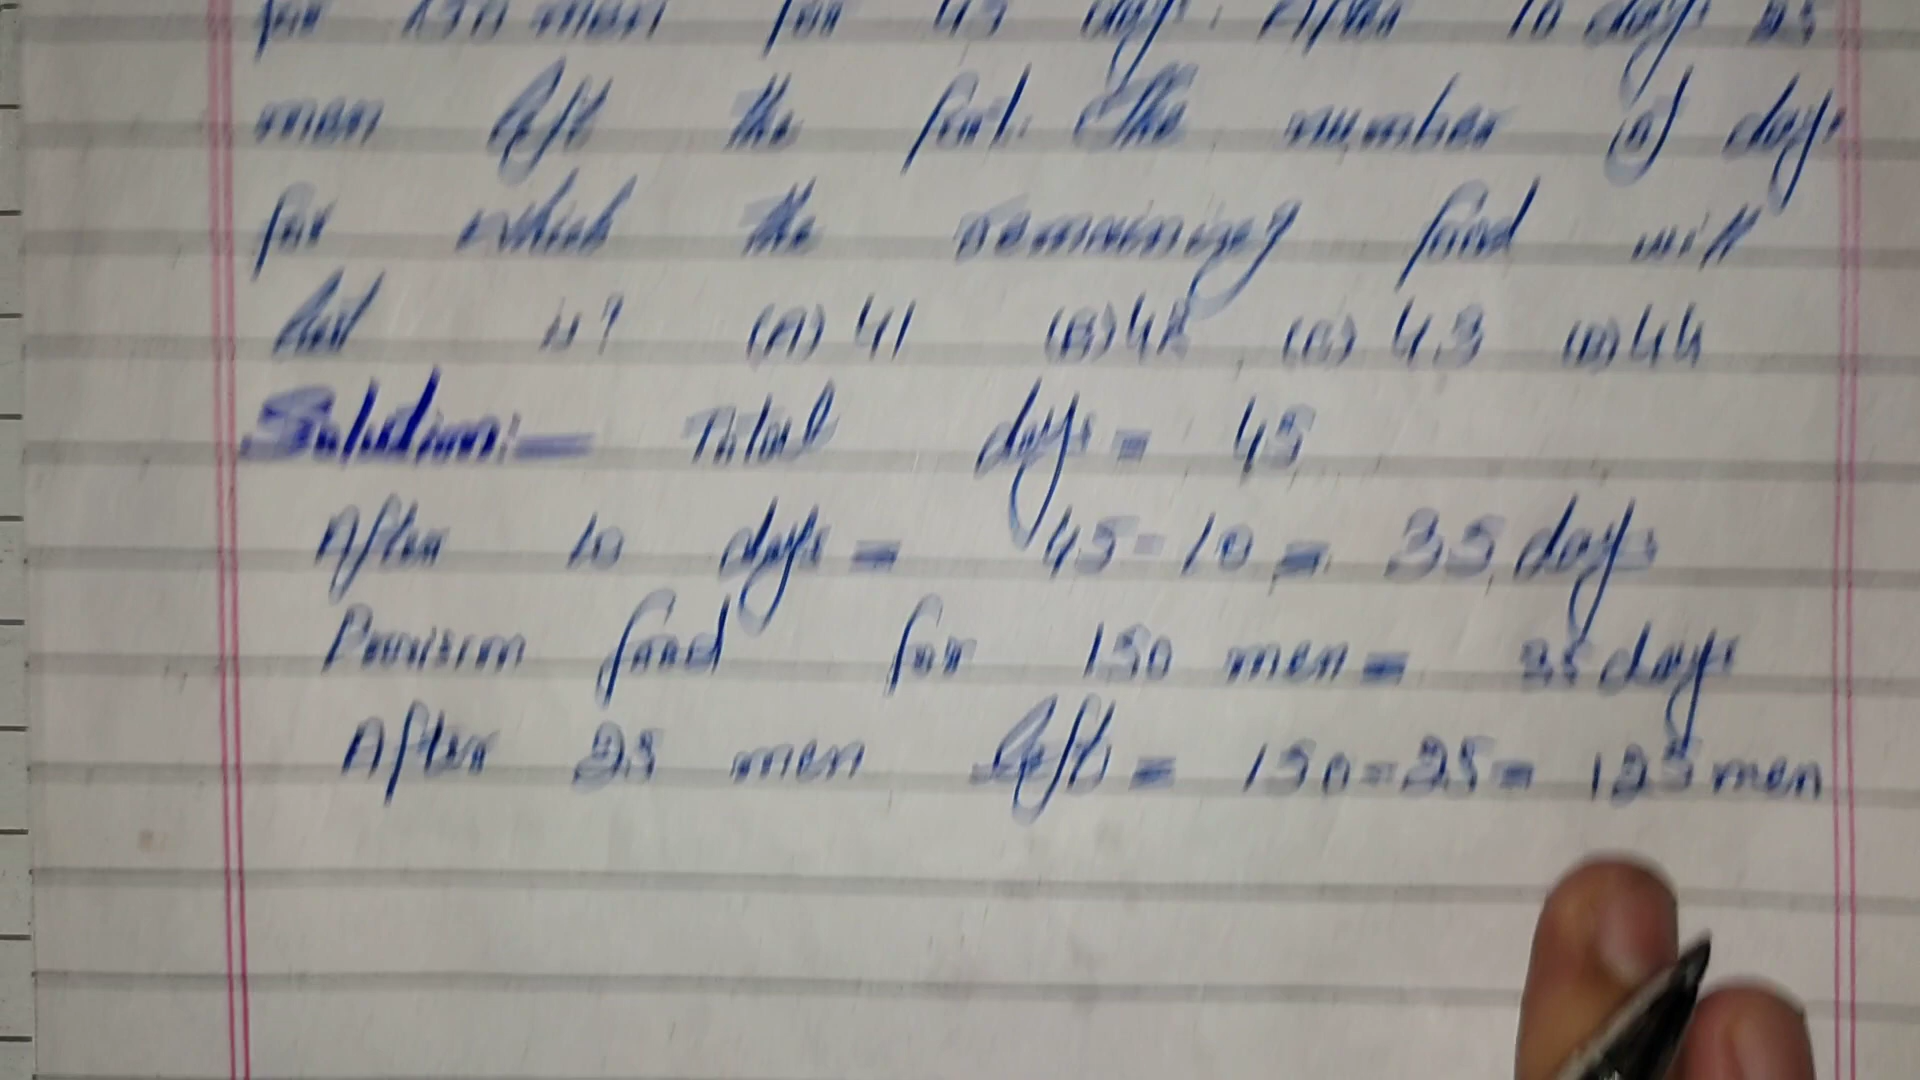 for 150 men for 45 days. After 10 days 25
men left the fort. The number of days
for which the remaining food will
last is? (A) 41 (B) 42 (C) 43 (D) 44
Solution:- Total days = 45
After 10 days = 45-10 = 35 days
Provision food for 150 men = 35 days
After 25 men left = 150-25= 125 men